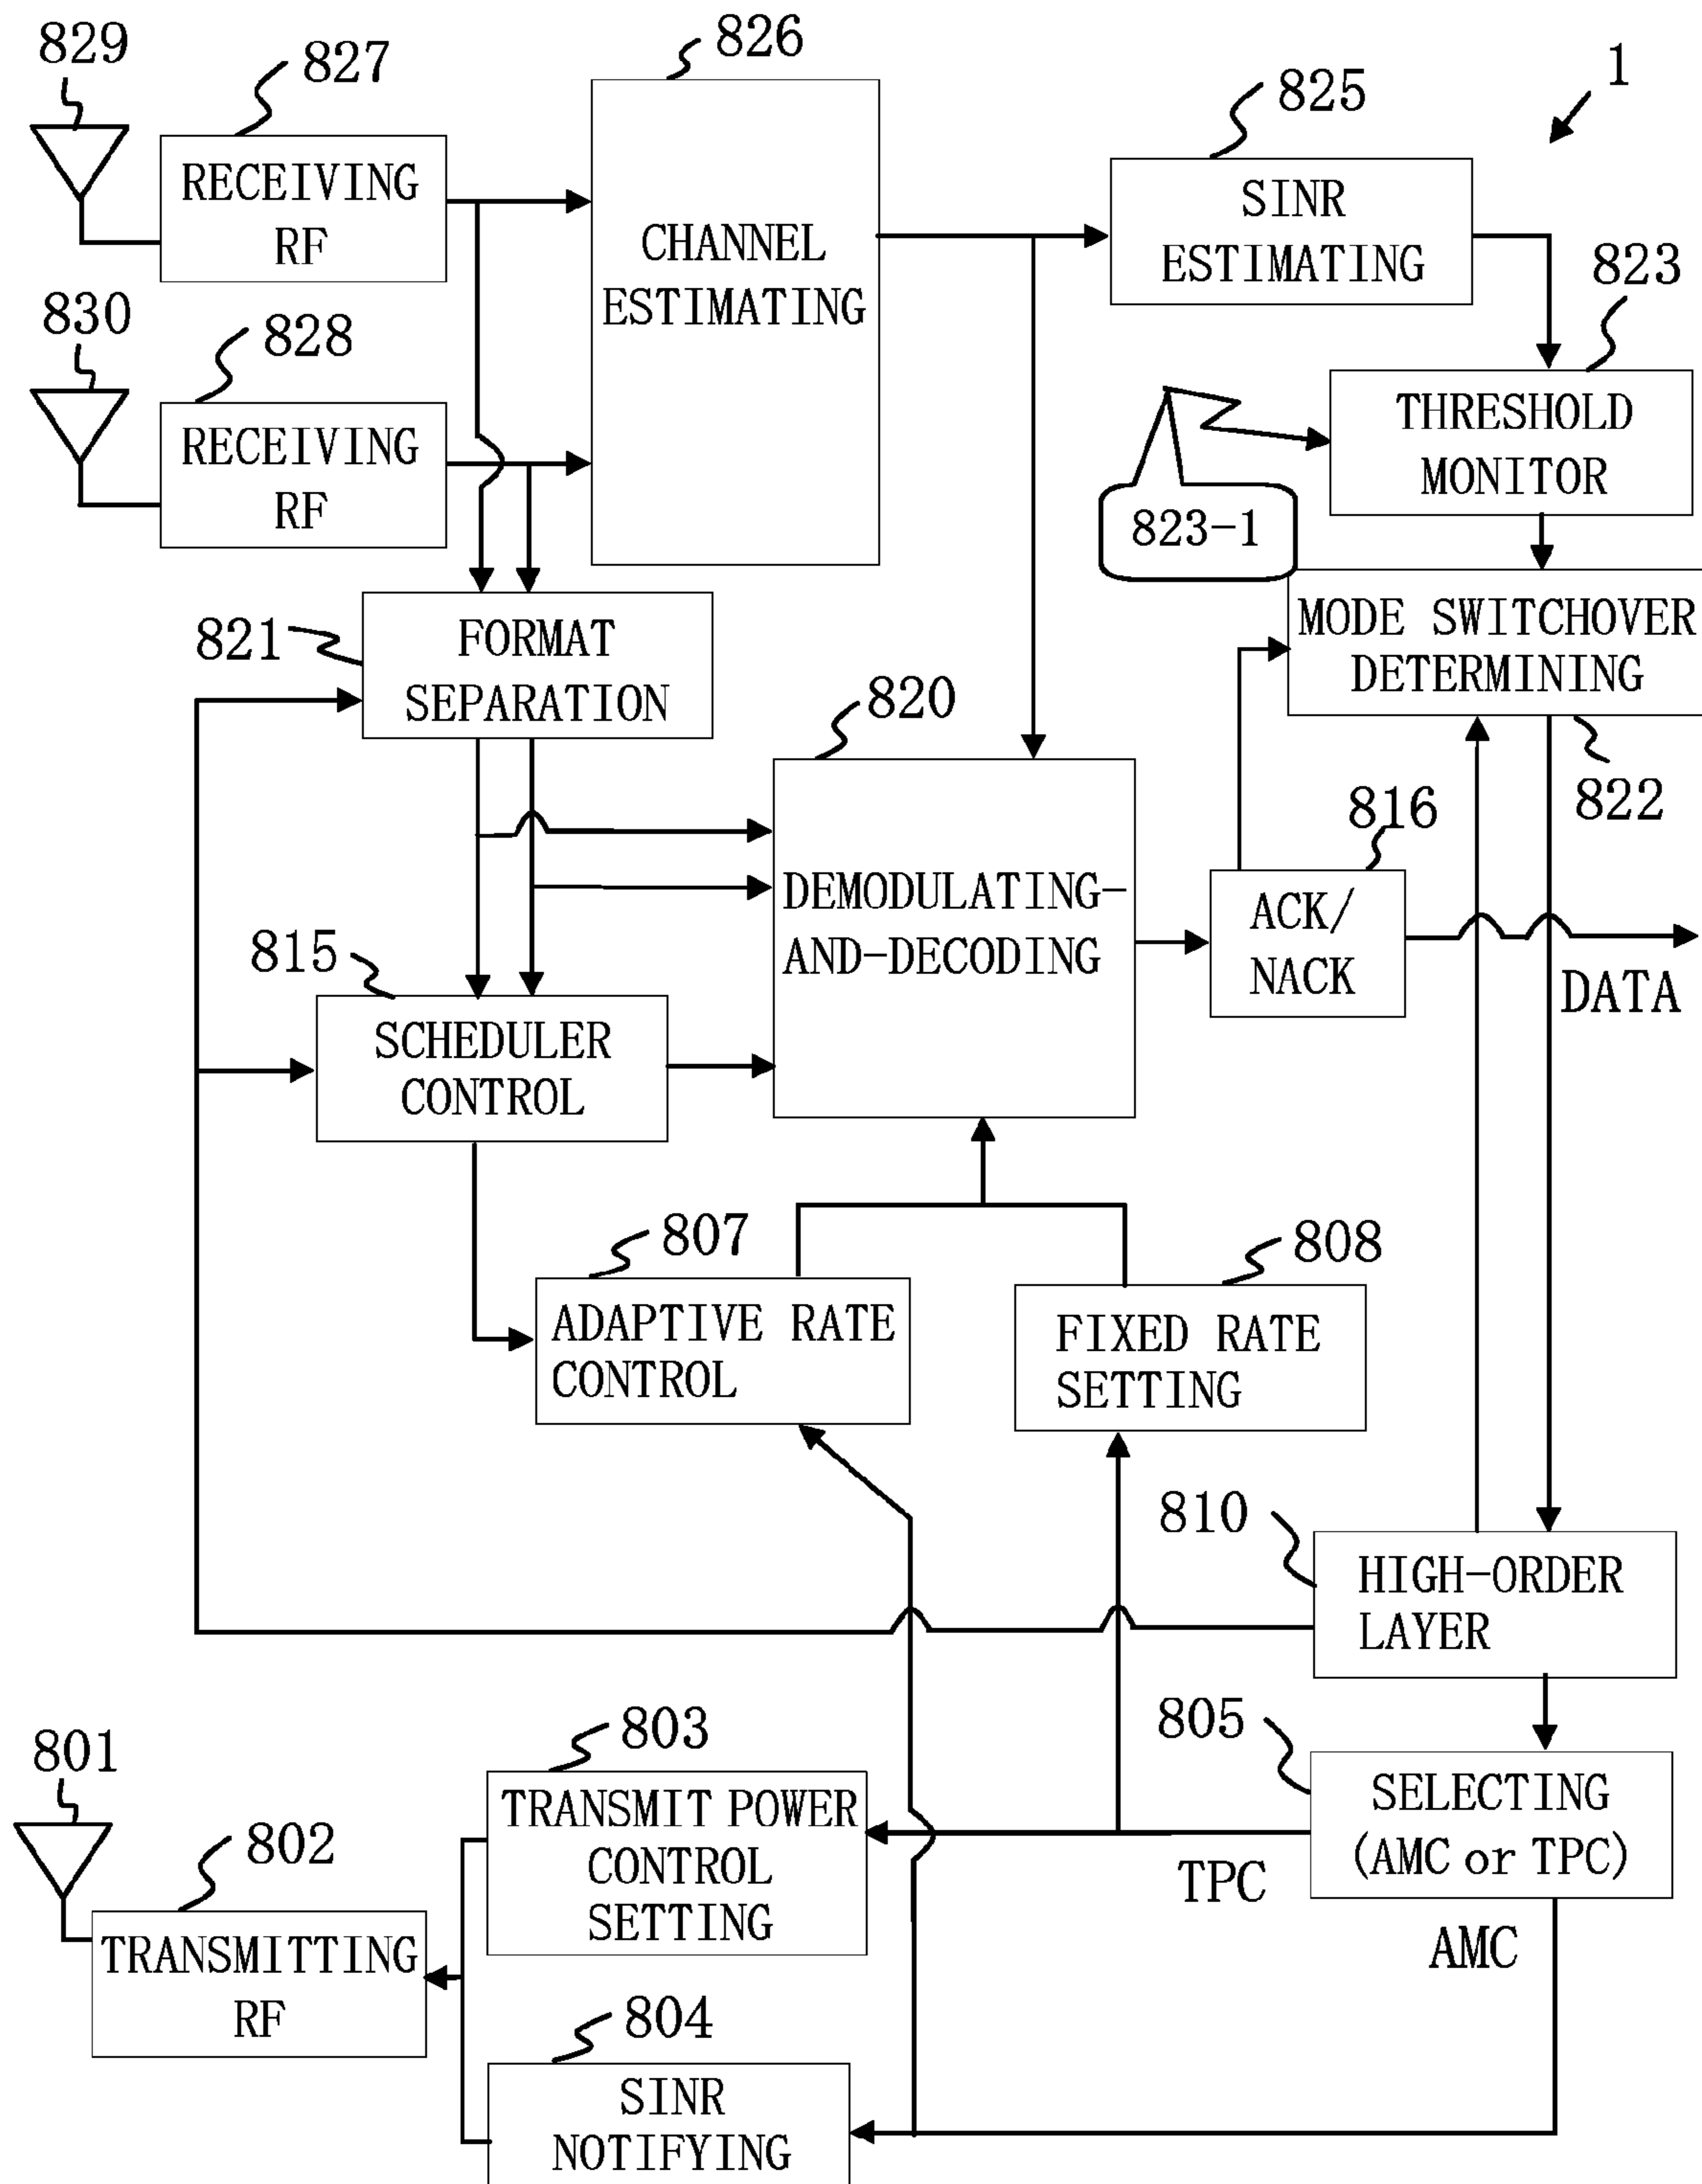 829
827
826
825
1
RECEIVING
RF
CHANNEL
ESTIMATING
SINR
ESTIMATING
823
830
828
RECEIVING
RF
THRESHOLD
MONITOR
823-1
821
FORMAT
SEPARATION
MODE SWITCHOVER
DETERMINING
820
822
816
DEMODULATING-
AND-DECODING
ACK/
NACK
DATA
815
SCHEDULER
CONTROL
807
808
ADAPTIVE RATE
CONTROL
FIXED RATE
SETTING
810
HIGH-ORDER
LAYER
805
SELECTING
(AMC or TPC)
803
TRANSMIT POWER
CONTROL
SETTING
TPC
AMC
801
802
TRANSMITTING
RF
804
SINR
NOTIFYING